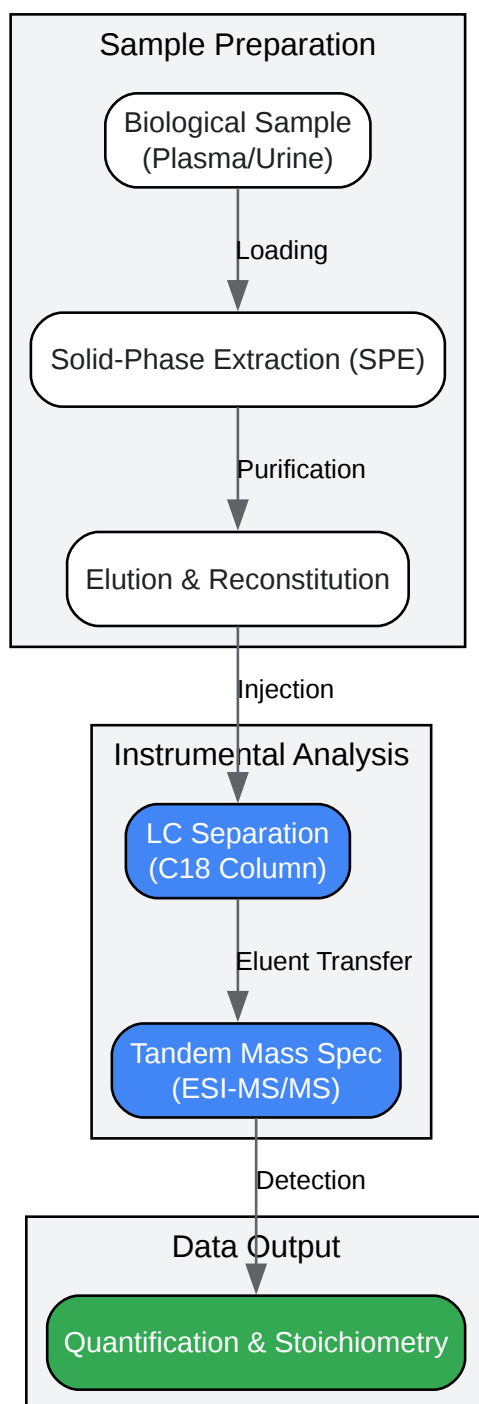 Sample Preparation
Biological Sample
(Plasma/Urine)
Loading
Solid-Phase Extraction (SPE)
Purification
Elution & Reconstitution
Injection
Instrumental Analysis
LC Separation
(C18 Column)
Eluent Transfer
Tandem Mass Spec
(ESI-MS/MS)
Detection
Data Output
Quantification & Stoichiometry